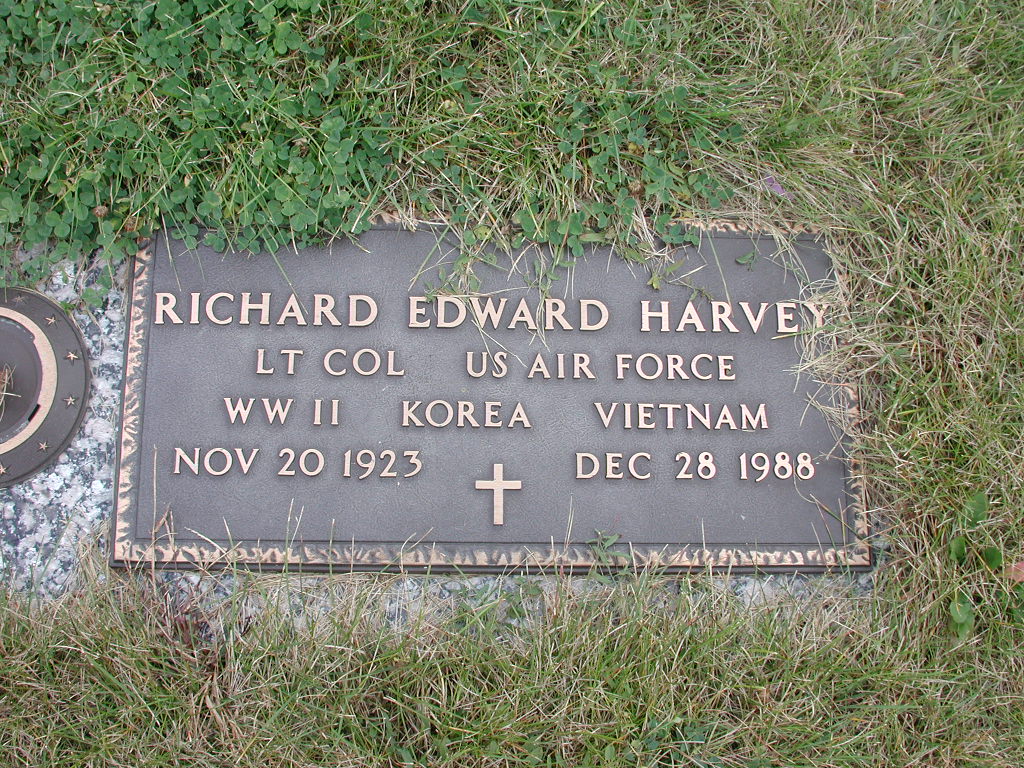 RICHARD EDWARD HARVEY
LT COL US AIR FORCE
WW II KOREA VIETNAM
NOV 20 1923 DEC 28 1988